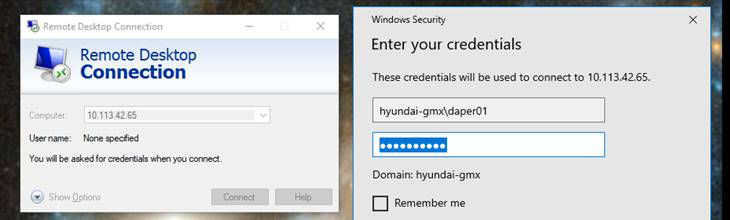 Remote Desktop Connection
Remote Desktop
Connection
Computer: 10.113.42.65
User name: None specified
You will be asked for credentials when you connect.
Show Options
Connect
Help
Windows Security
Enter your credentials
These credentials will be used to connect to 10.113.42.65.
hyundai-gmx\daper01
●●●●●●●●●●
Domain: hyundai-gmx
Remember me